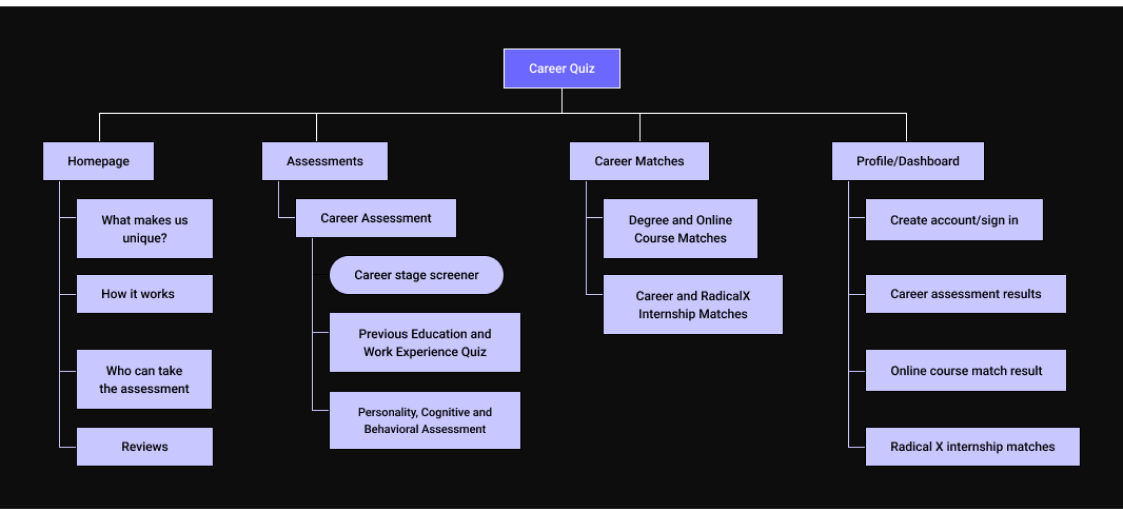 Career Quiz
Homepage
Assessments
Career Matches
Profile/Dashboard
What makes us
unique?
How it works
Who can take
the assessment
Reviews
Career Assessment
Career stage screener
Previous Education and
Work Experience Quiz
Personality, Cognitive and
Behavioral Assessment
Degree and Online
Course Matches
Career and RadicalX
Internship Matches
Create account/sign in
Career assessment results
Online course match result
Radical X internship matches